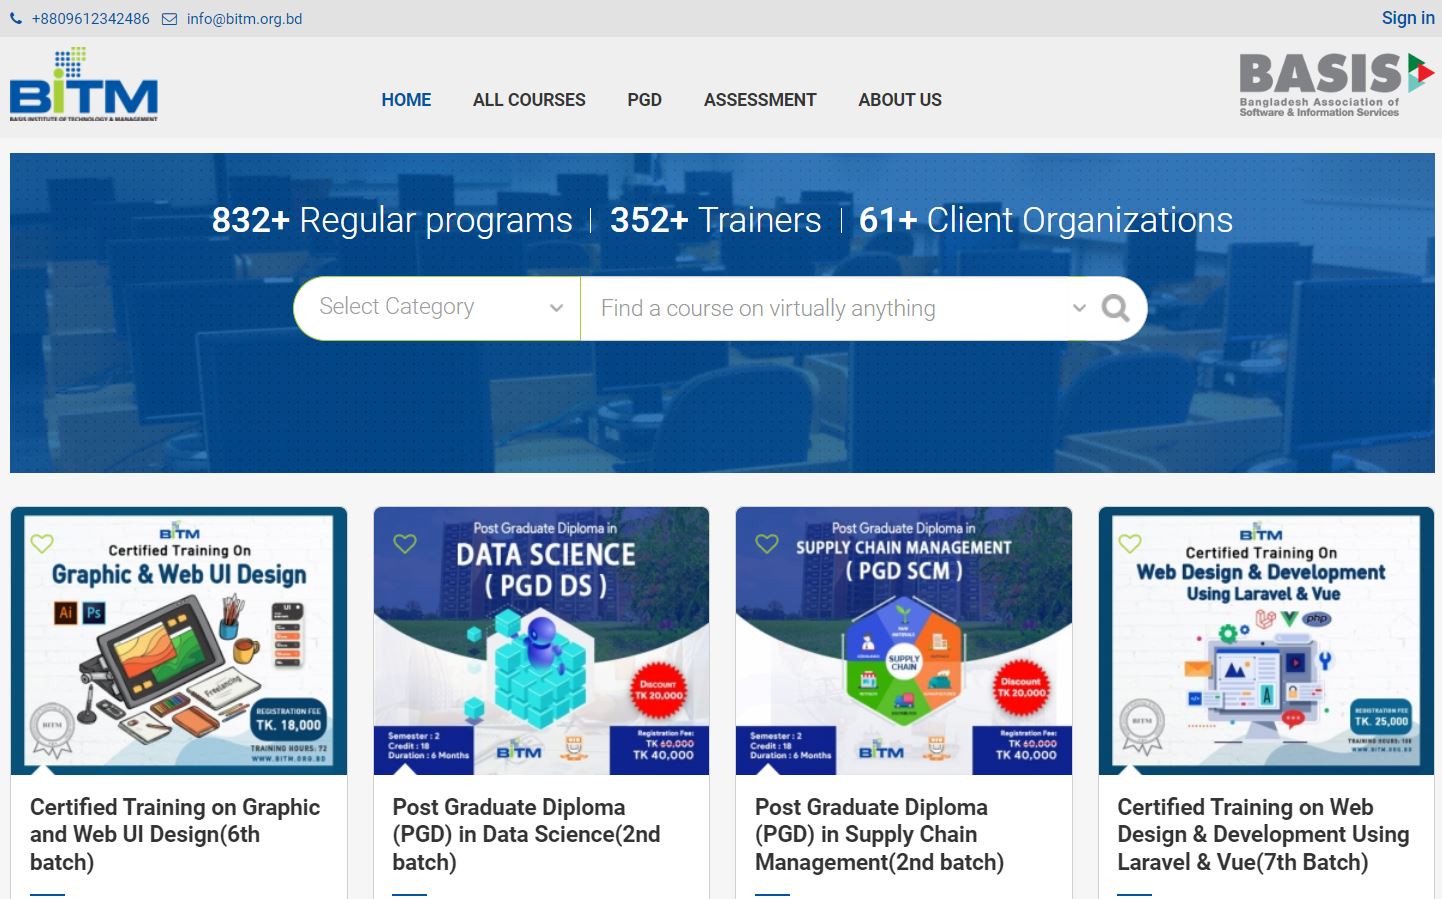 +8809612342486 info@bitm.org.bd Sign in
BiTM
BASIS INSTITUTE OF TECHNOLOGY & MANAGEMENT
HOME ALL COURSES PGD ASSESSMENT ABOUT US
BASIS
Bangladesh Association of
Software & Information Services
832+ Regular programs | 352+ Trainers | 61+ Client Organizations
Select Category Find a course on virtually anything
BiTM
Certified Training On
Graphic & Web UI Design
Ai Ps
UI
Freelancing
BITM
REGISTRATION FEE
TK. 18,000
TRAINING HOURS: 72
WWW.BITM.ORG.BD
Certified Training on Graphic
and Web UI Design(6th
batch)
Post Graduate Diploma in
DATA SCIENCE
( PGD DS )
Discount
TK 20,000
Semester : 2
Credit : 18
Duration : 6 Months
BiTM
Registration Fee:
TK 60,000
TK 40,000
Post Graduate Diploma
(PGD) in Data Science(2nd
batch)
Post Graduate Diploma in
SUPPLY CHAIN MANAGEMENT
( PGD SCM )
RAW
MATERIALS
SUPPLY
CHAIN
Discount
TK 20,000
Semester : 2
Credit : 18
Duration : 6 Months
BiTM
Registration Fee:
TK 60,000
TK 40,000
Post Graduate Diploma
(PGD) in Supply Chain
Management(2nd batch)
BiTM
Certified Training On
Web Design & Development
Using Laravel & Vue
php
A
BITM
REGISTRATION FEE
TK. 25,000
TRAINING HOURS: 108
WWW.BITM.ORG.BD
Certified Training on Web
Design & Development Using
Laravel & Vue(7th Batch)